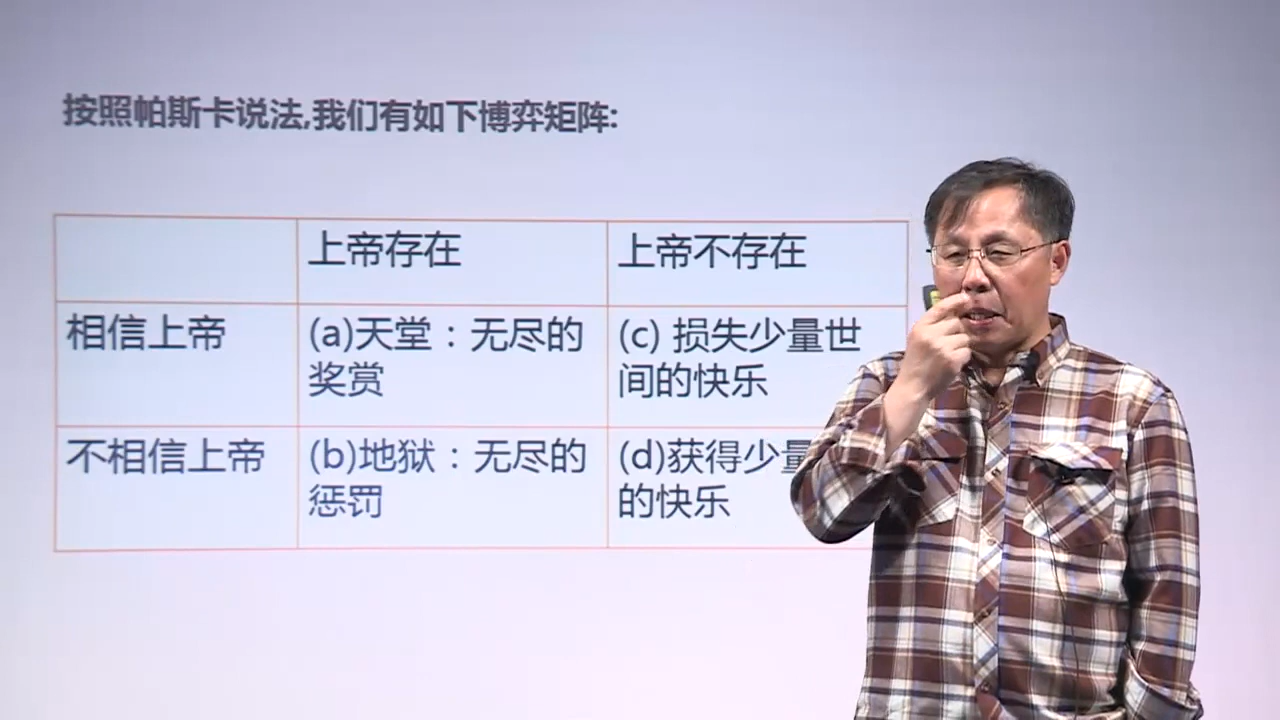 按照帕斯卡说法,我们有如下博弈矩阵:
上帝存在
上帝不存在
相信上帝
(a)天堂：无尽的
奖赏
(c) 损失少量世
间的快乐
不相信上帝
(b)地狱：无尽的
惩罚
(d)获得少量
的快乐